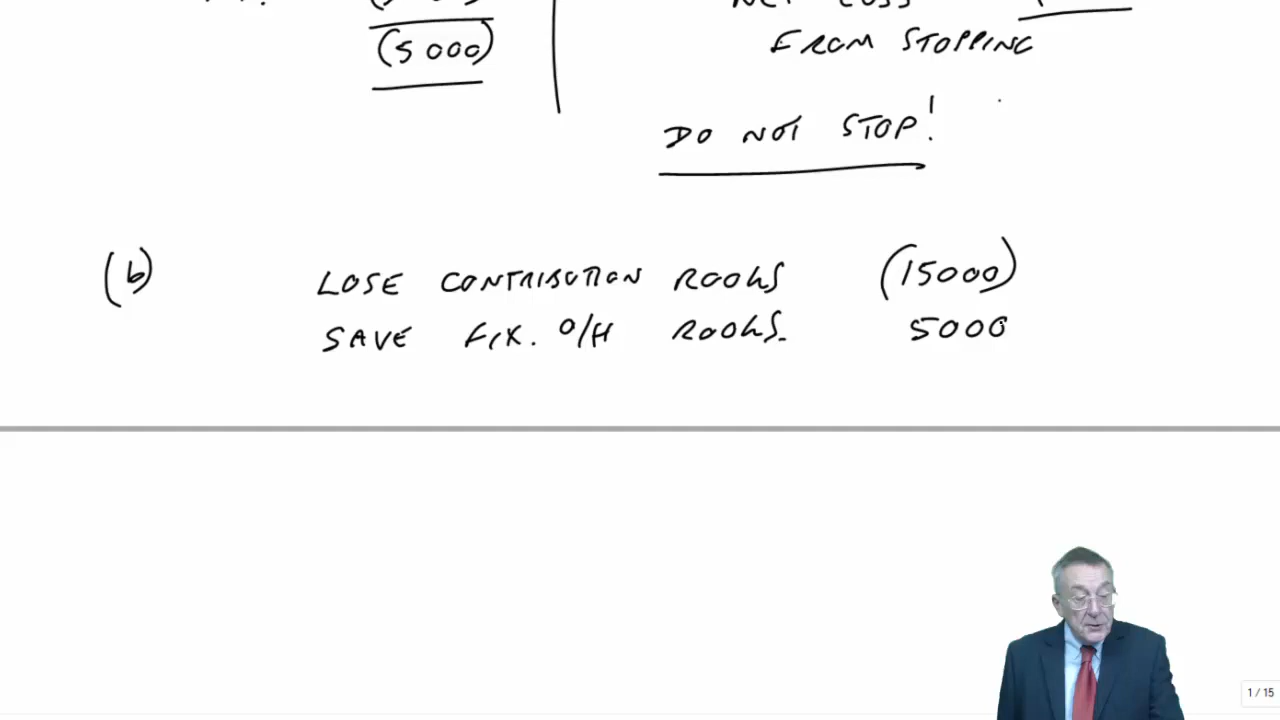 (5000)
FROM STOPPING
DO NOT STOP!
(b)
LOSE CONTRIBUTION ROOMS (15000)
SAVE FIX. O/H ROOMS. 5000
1 / 15